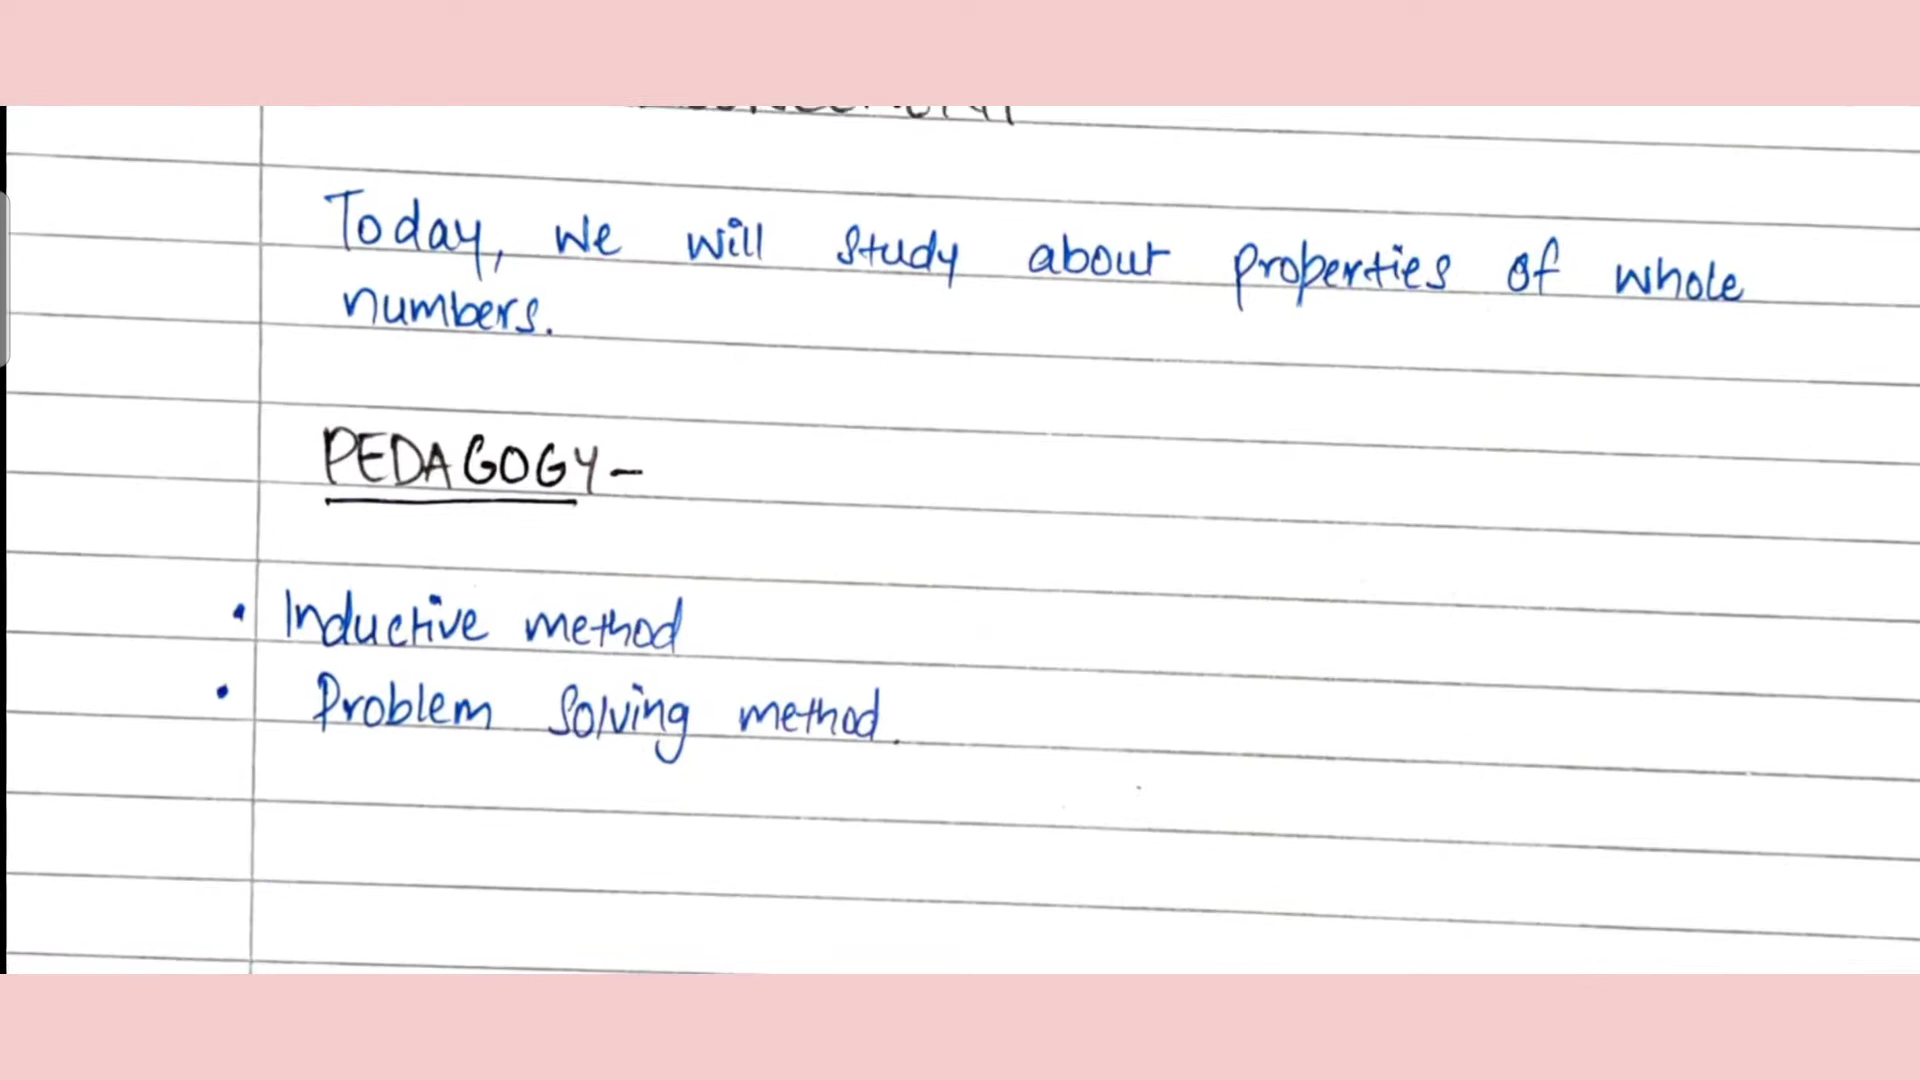 Today, we will study about properties of whole
numbers.
PEDAGOGY-
• Inductive method
• Problem solving method.